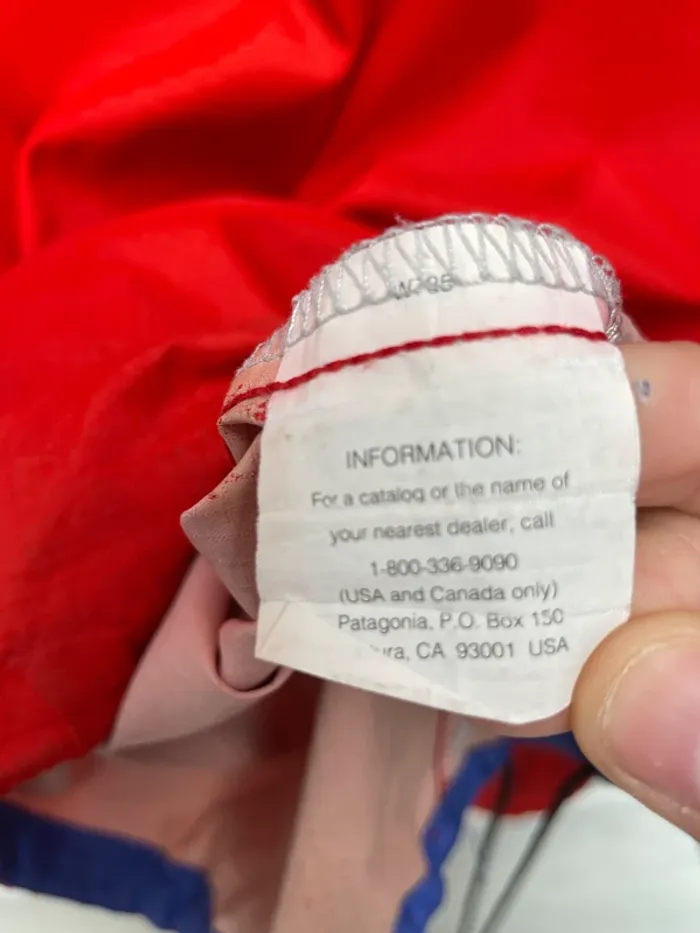 INFORMATION:
For a catalog or the name of
your nearest dealer, call
1-800-336-9090
(USA and Canada only)
Patagonia, P.O. Box 150
CA 93001 USA